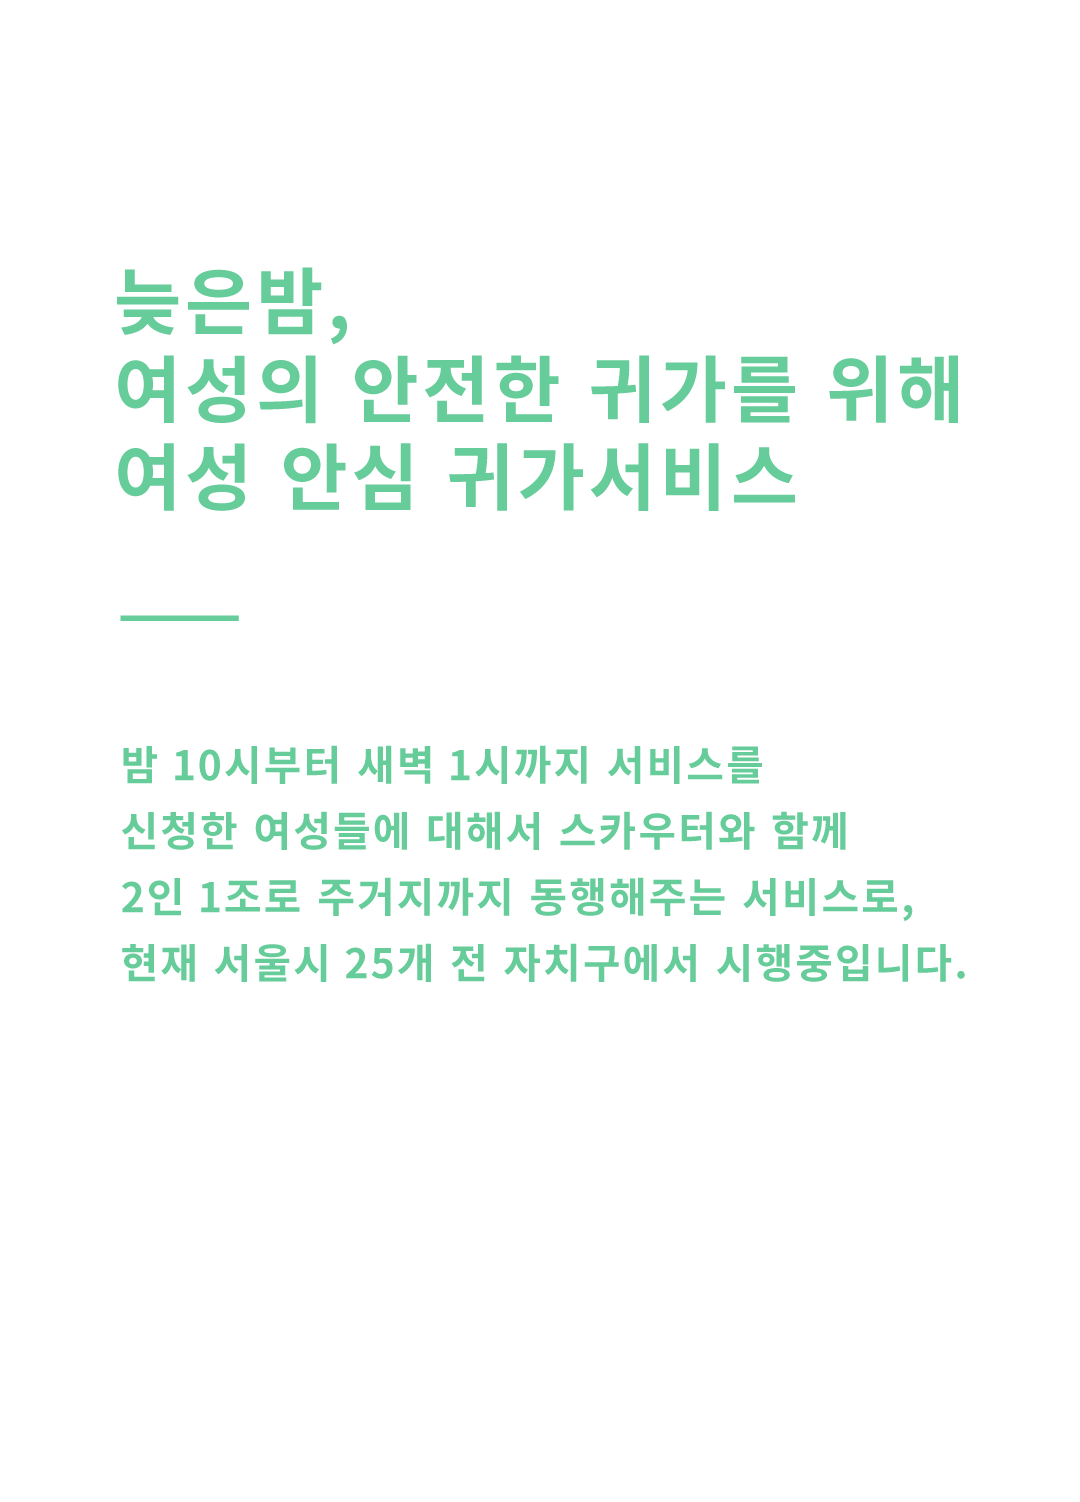 늦은밤,
여성의 안전한 귀가를 위해
여성 안심 귀가서비스
밤 10시부터 새벽 1시까지 서비스를
신청한 여성들에 대해서 스카우터와 함께
2인 1조로 주거지까지 동행해주는 서비스로,
현재 서울시 25개 전 자치구에서 시행중입니다.